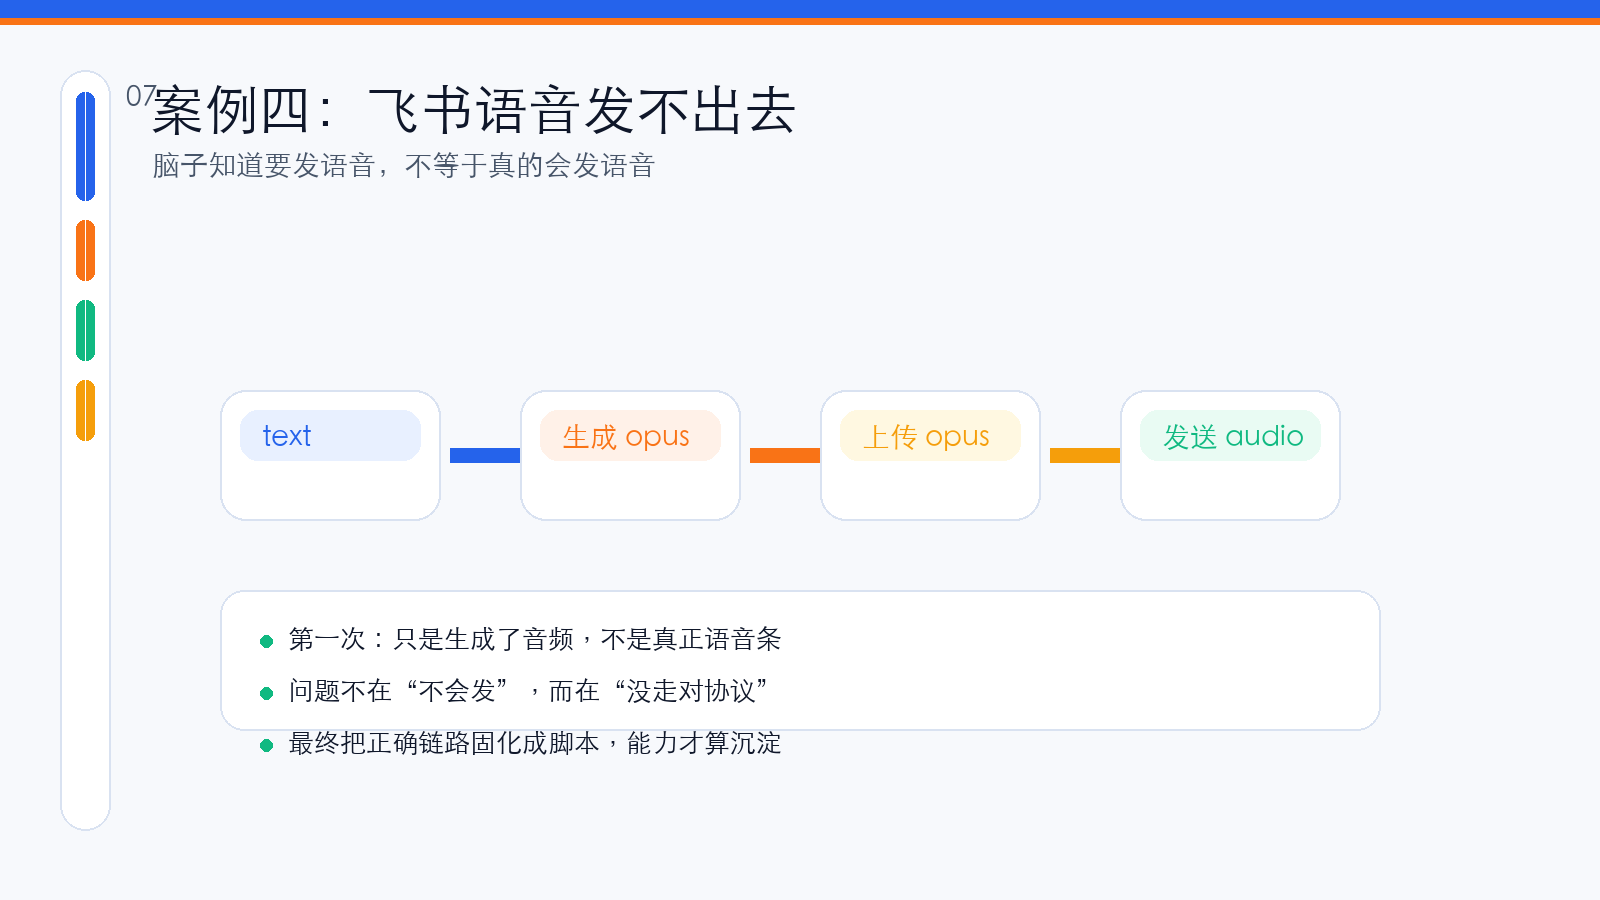 07
案例四：飞书语音发不出去
脑子知道要发语音，不等于真的会发语音
text
生成 opus
上传 opus
发送 audio
第一次：只是生成了音频，不是真正语音条
问题不在“不会发”，而在“没走对协议”
最终把正确链路固化成脚本，能力才算沉淀